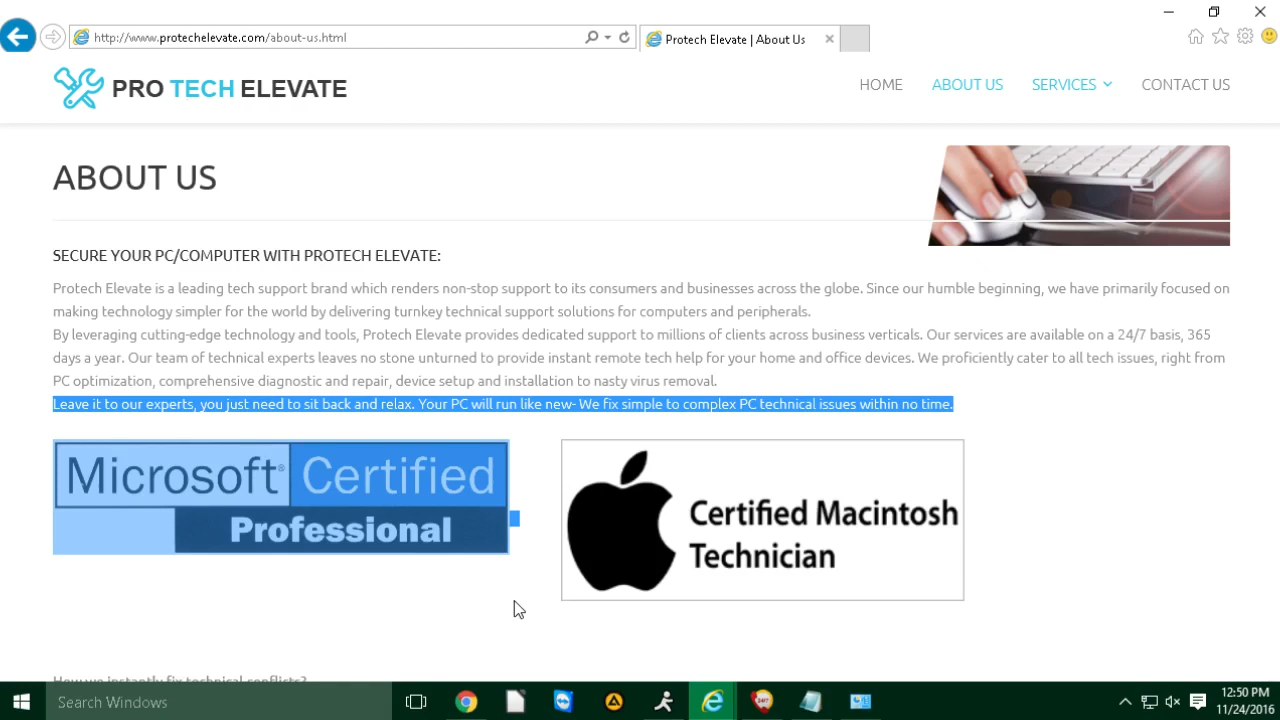 http://www.protechelevate.com/about-us.html
Protech Elevate | About Us
PRO TECH ELEVATE
HOME
ABOUT US
SERVICES
CONTACT US
ABOUT US
SECURE YOUR PC/COMPUTER WITH PROTECH ELEVATE:
Protech Elevate is a leading tech support brand which renders non-stop support to its consumers and businesses across the globe. Since our humble beginning, we have primarily focused on
making technology simpler for the world by delivering turnkey technical support solutions for computers and peripherals.
By leveraging cutting-edge technology and tools, Protech Elevate provides dedicated support to millions of clients across business verticals. Our services are available on a 24/7 basis, 365
days a year. Our team of technical experts leaves no stone unturned to provide instant remote tech help for your home and office devices. We proficiently cater to all tech issues, right from
PC optimization, comprehensive diagnostic and repair, device setup and installation to nasty virus removal.
Leave it to our experts, you just need to sit back and relax. Your PC will run like new- We fix simple to complex PC technical issues within no time.
Microsoft® Certified
Professional
Certified Macintosh
Technician
How we instantly fix technical conflicts?
Search Windows
24/7
12:50 PM
11/24/2016